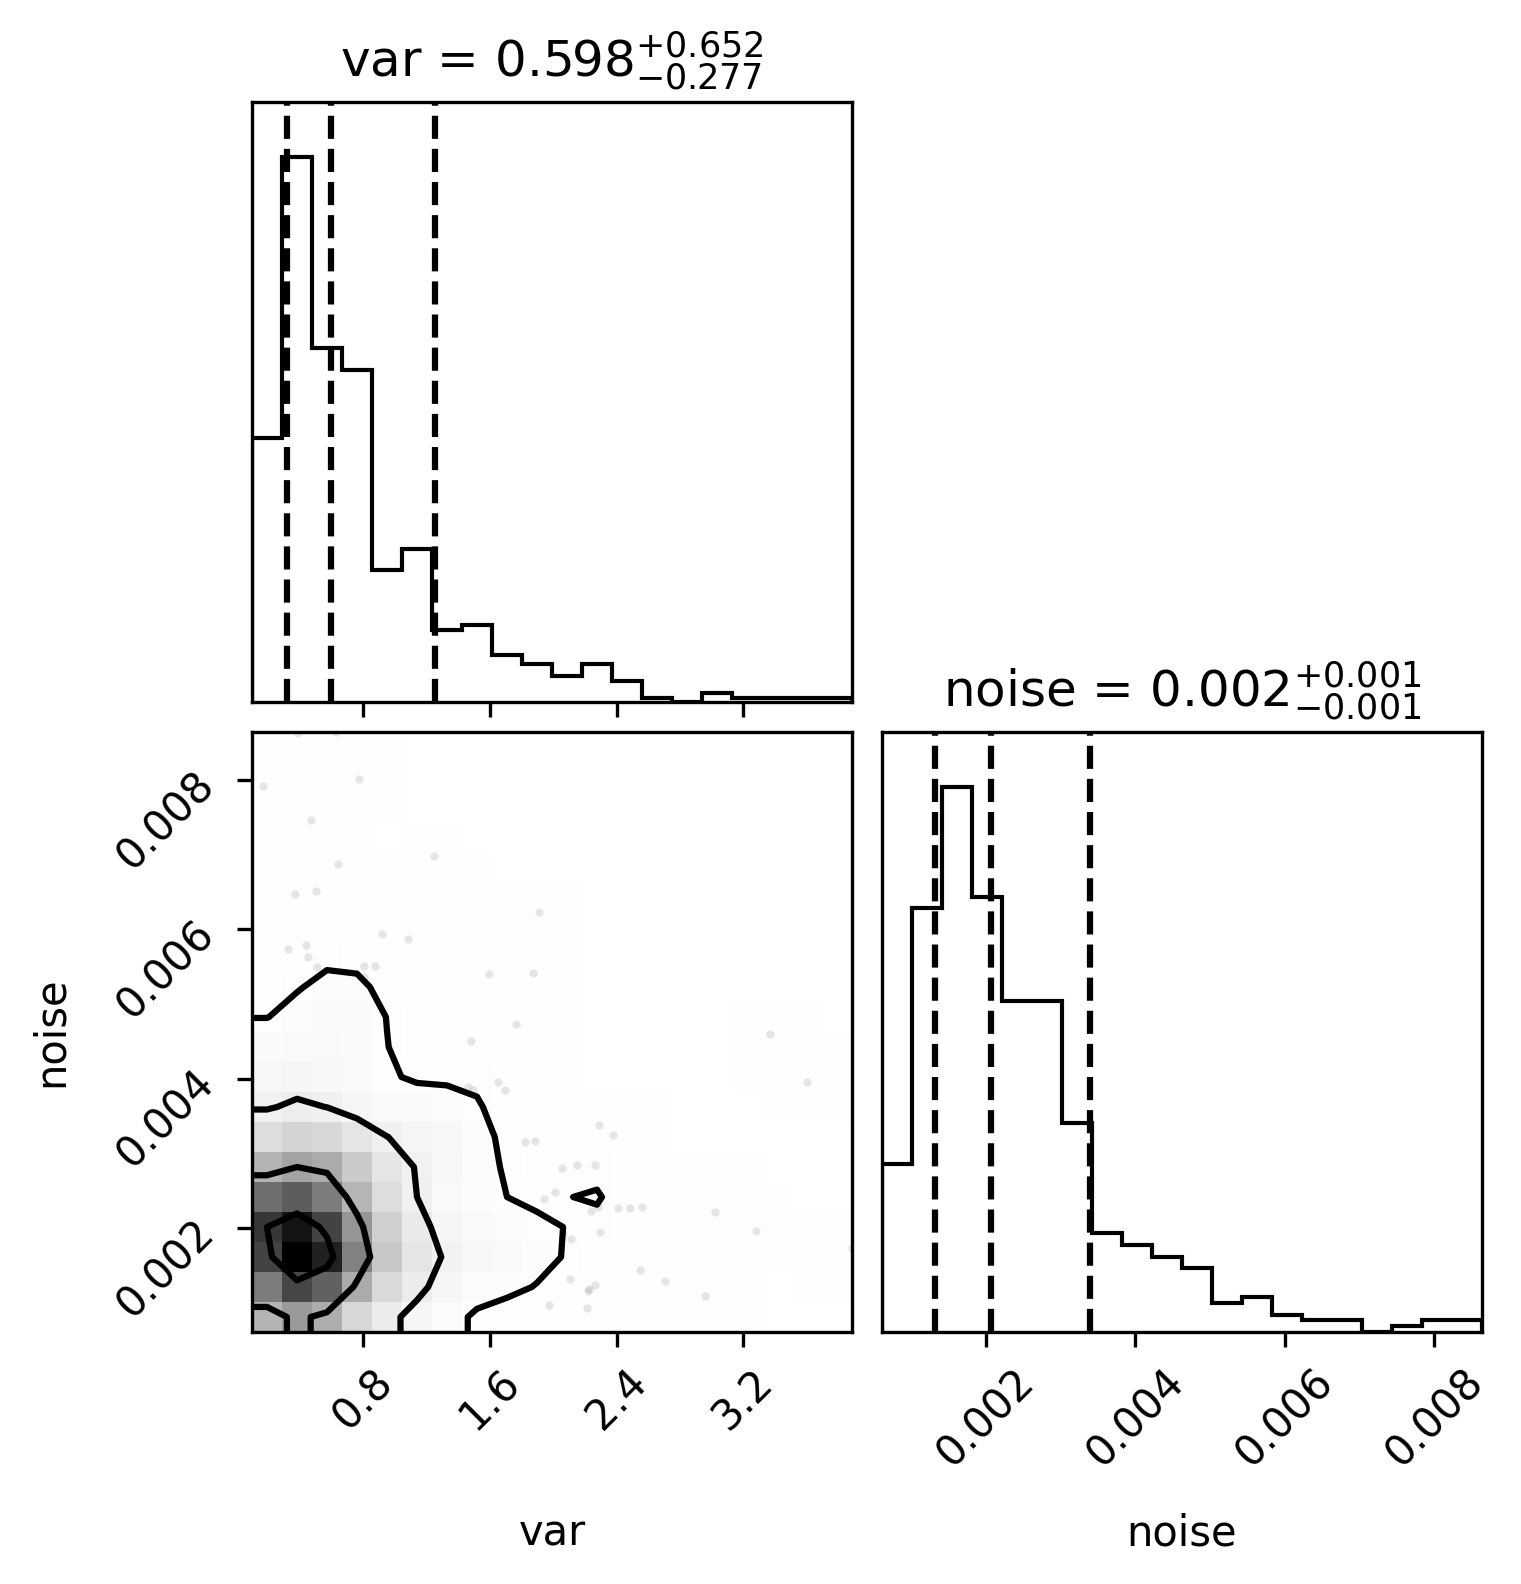 var = 0.598 +0.652 −0.277
noise = 0.002 +0.001 −0.001
0.008
0.006
0.004
0.002
noise
0.8 1.6 2.4 3.2
var
0.002 0.004 0.006 0.008
noise